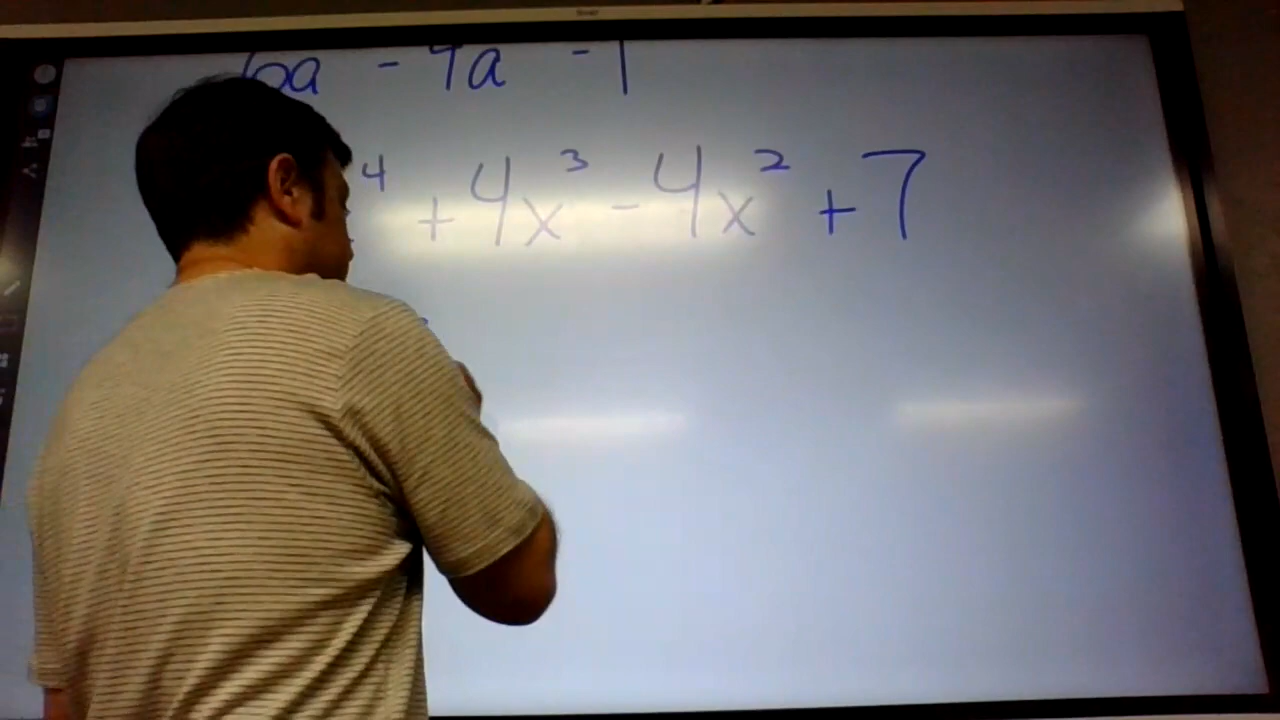 6a - 4a - 1
⁴ + 4x³ - 4x² + 7